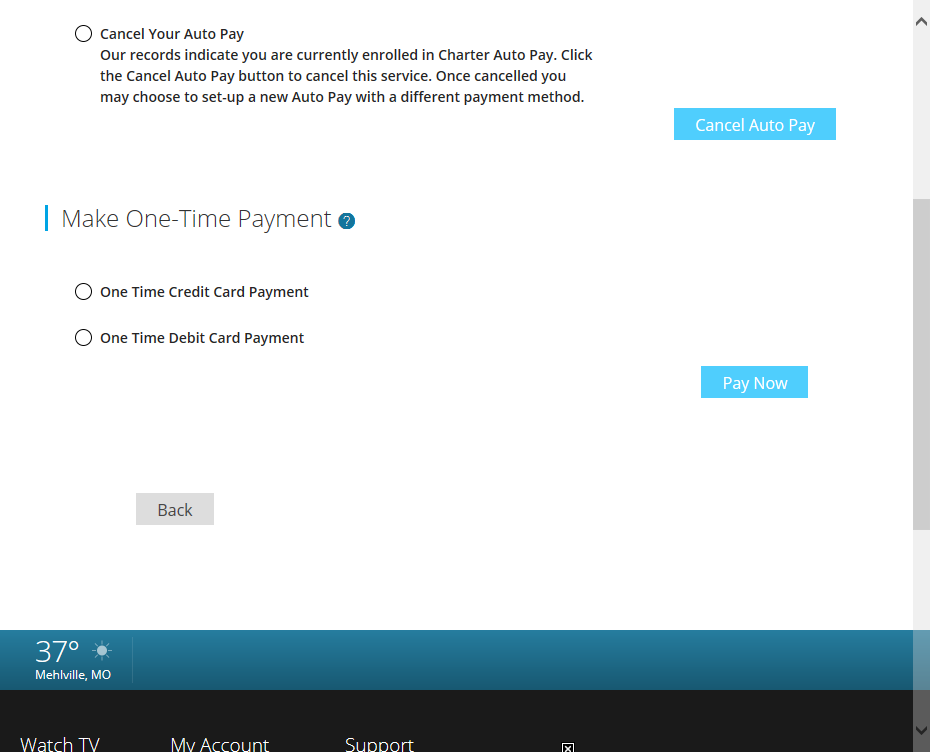 Cancel Your Auto Pay
Our records indicate you are currently enrolled in Charter Auto Pay. Click
the Cancel Auto Pay button to cancel this service. Once cancelled you
may choose to set-up a new Auto Pay with a different payment method.
Cancel Auto Pay
Make One-Time Payment ?
One Time Credit Card Payment
One Time Debit Card Payment
Pay Now
Back
37°
Mehlville, MO
Watch TV My Account Support